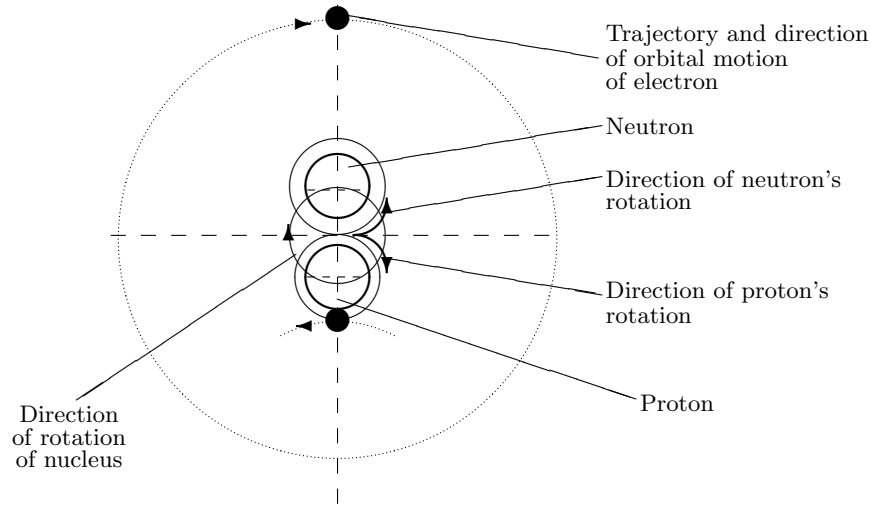 Trajectory and direction
of orbital motion
of electron
Neutron
Direction of neutron's
rotation
Direction of proton's
rotation
Proton
Direction
of rotation
of nucleus